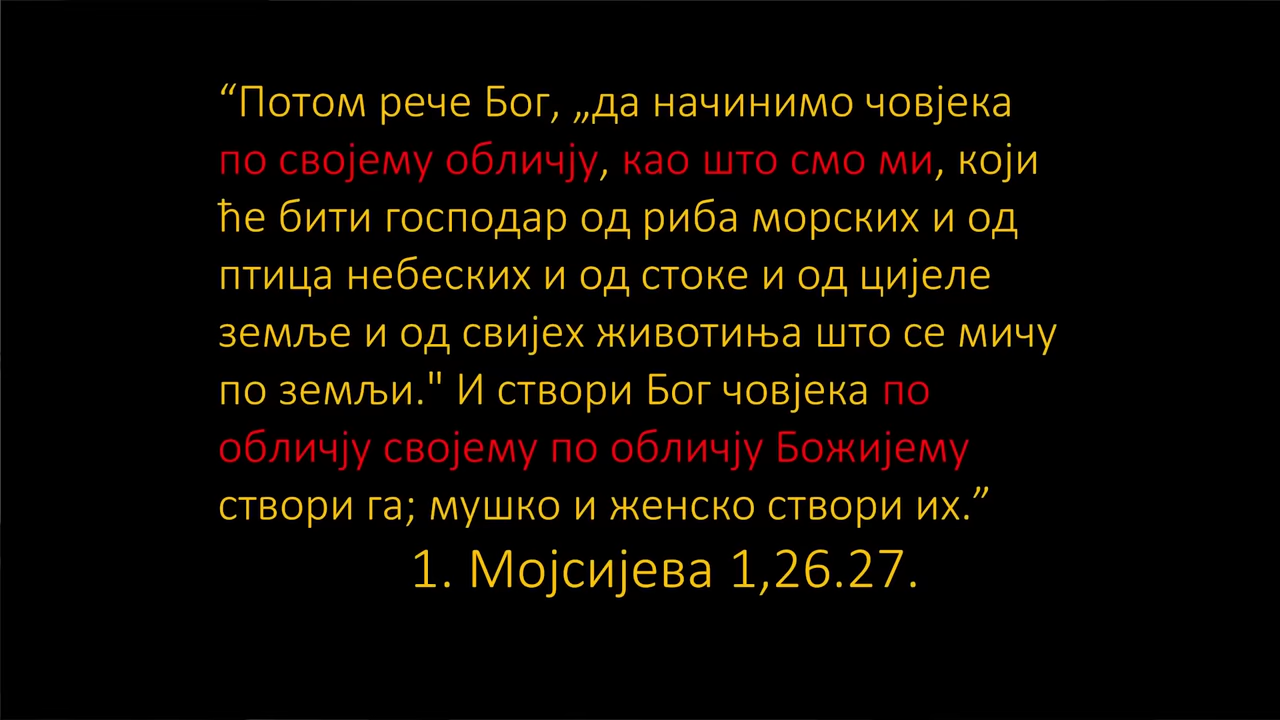 “Потом рече Бог, „да начинимо човјека
по својему обличју, као што смо ми, који
ће бити господар од риба морских и од
птица небеских и од стоке и од цијеле
земље и од свијех животиња што се мичу
по земљи." И створи Бог човјека по
обличју својему по обличју Божијему
створи га; мушко и женско створи их.”
1. Мојсијева 1,26.27.